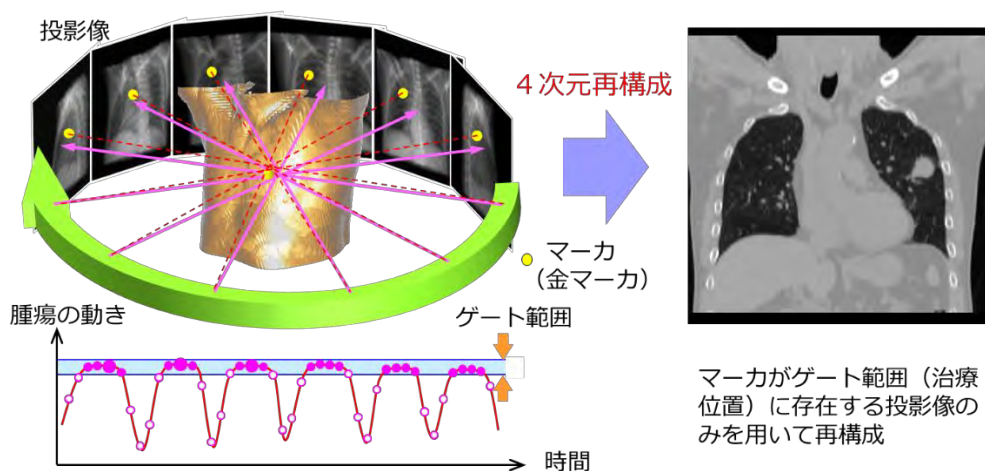 投影像
４次元再構成
マーカ
（金マーカ）
腫瘍の動き
ゲート範囲
時間
マーカがゲート範囲（治療
位置）に存在する投影像の
みを用いて再構成